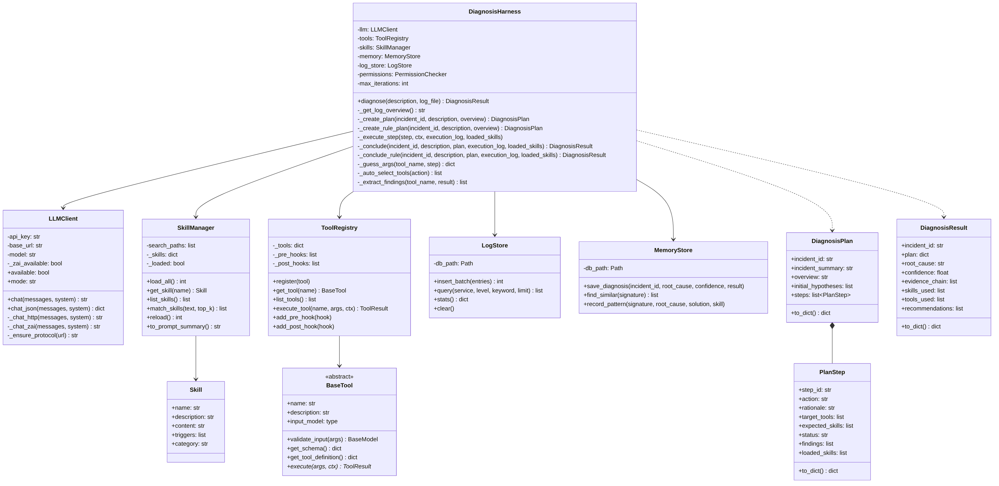 DiagnosisHarness
-llm: LLMClient
-tools: ToolRegistry
-skills: SkillManager
-memory: MemoryStore
-log_store: LogStore
-permissions: PermissionChecker
-max_iterations: int
+diagnose(description, log_file) : DiagnosisResult
-_get_log_overview() : str
-_create_plan(incident_id, description, overview) : DiagnosisPlan
-_create_rule_plan(incident_id, description, overview) : DiagnosisPlan
-_execute_step(step, ctx, execution_log, loaded_skills)
-_conclude(incident_id, description, plan, execution_log, loaded_skills) : DiagnosisResult
-_conclude_rule(incident_id, description, plan, execution_log, loaded_skills) : DiagnosisResult
-_guess_args(tool_name, step) : dict
-_auto_select_tools(action) : list
-_extract_findings(tool_name, result) : list
LLMClient
-api_key: str
-base_url: str
-model: str
-_zai_available: bool
+available: bool
+mode: str
+chat(messages, system) : str
+chat_json(messages, system) : dict
-_chat_http(messages, system) : str
-_chat_zai(messages, system) : str
-_ensure_protocol(url) : str
SkillManager
-search_paths: list
-_skills: dict
-_loaded: bool
+load_all() : int
+get_skill(name) : Skill
+list_skills() : list
+match_skills(text, top_k) : list
+reload() : int
+to_prompt_summary() : str
ToolRegistry
-_tools: dict
-_pre_hooks: list
-_post_hooks: list
+register(tool)
+get_tool(name) : BaseTool
+list_tools() : list
+execute_tool(name, args, ctx) : ToolResult
+add_pre_hook(hook)
+add_post_hook(hook)
LogStore
-db_path: Path
+insert_batch(entries) : int
+query(service, level, keyword, limit) : list
+stats() : dict
+clear()
MemoryStore
-db_path: Path
+save_diagnosis(incident_id, root_cause, confidence, result)
+find_similar(signature) : list
+record_pattern(signature, root_cause, solution, skill)
DiagnosisPlan
+incident_id: str
+incident_summary: str
+overview: str
+initial_hypotheses: list
+steps: list<PlanStep>
+to_dict() : dict
DiagnosisResult
+incident_id: str
+plan: dict
+root_cause: str
+confidence: float
+evidence_chain: list
+skills_used: list
+tools_used: list
+recommendations: list
+to_dict() : dict
Skill
+name: str
+description: str
+content: str
+triggers: list
+category: str
«abstract»
BaseTool
+name: str
+description: str
+input_model: type
+validate_input(args) : BaseModel
+get_schema() : dict
+get_tool_definition() : dict
+execute(args, ctx) : ToolResult
PlanStep
+step_id: str
+action: str
+rationale: str
+target_tools: list
+expected_skills: list
+status: str
+findings: list
+loaded_skills: list
+to_dict() : dict